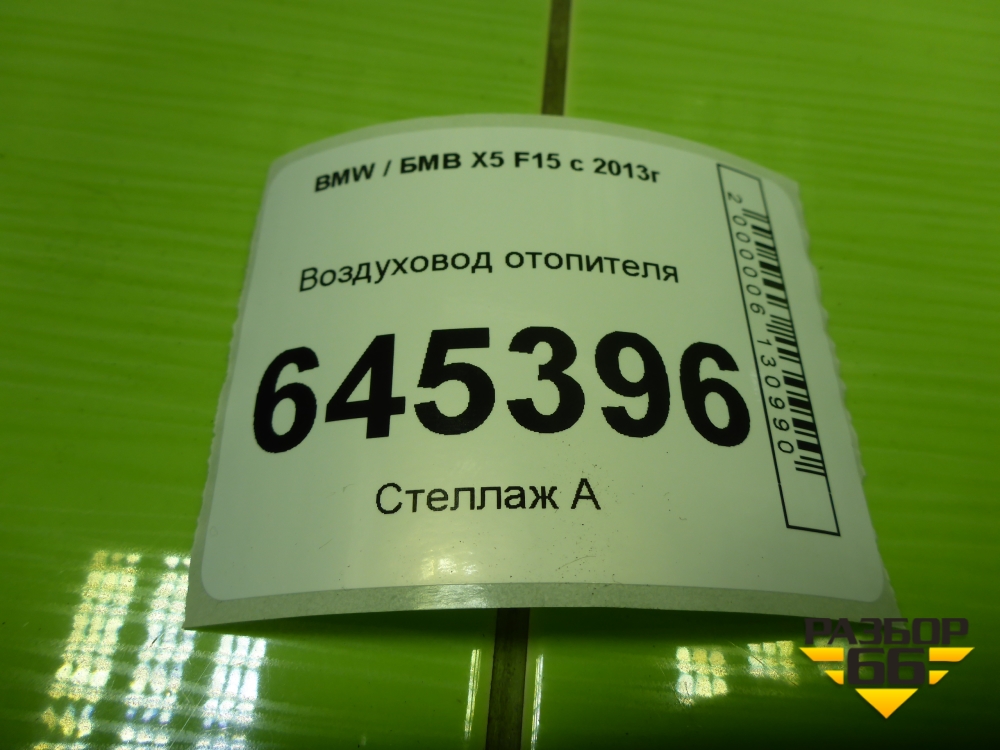 BMW / БМВ X5 F15 с 2013г
Воздуховод отопителя
645396
Стеллаж А
2000006130990
РАЗБОР
66